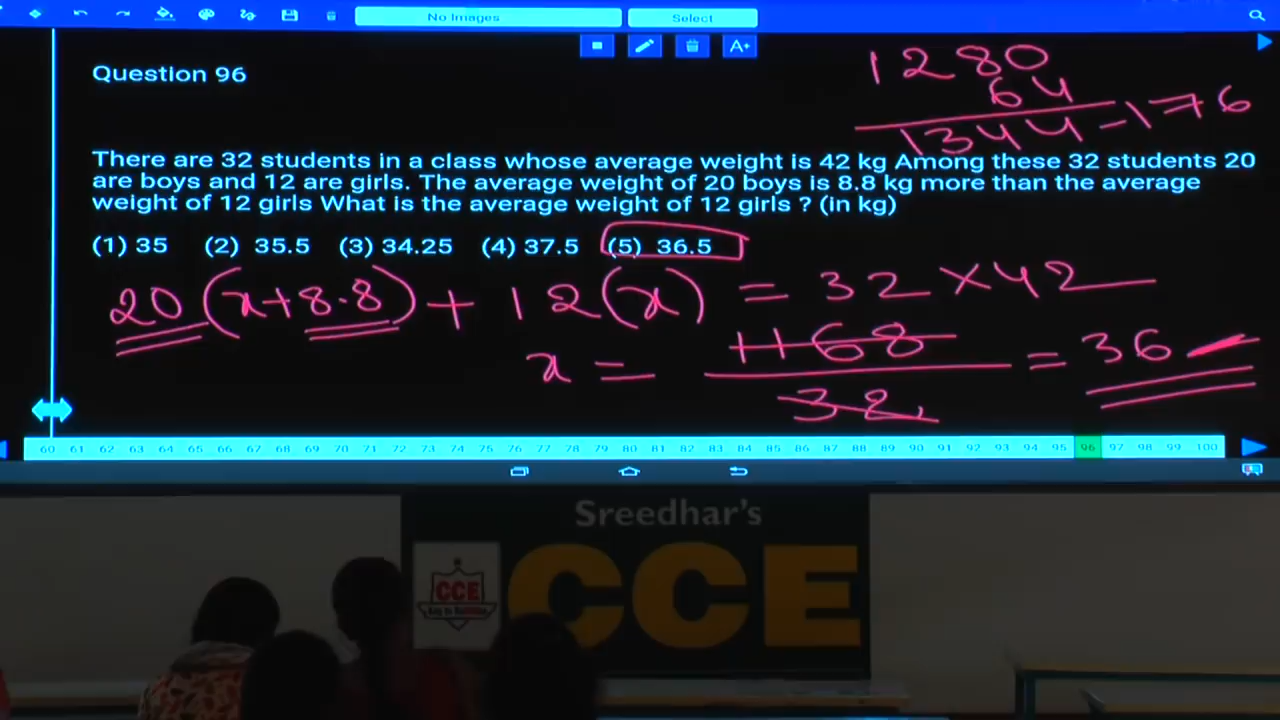 No Images
Select
A+
Question 96
1280
64
1344-176
There are 32 students in a class whose average weight is 42 kg Among these 32 students 20
are boys and 12 are girls. The average weight of 20 boys is 8.8 kg more than the average
weight of 12 girls What is the average weight of 12 girls ? (in kg)
(1) 35 (2) 35.5 (3) 34.25 (4) 37.5 (5) 36.5
20(x+8.8)+12(x) = 32×42
x = 1168 = 36
32
60 61 62 63 64 65 66 67 68 69 70 71 72 73 74 75 76 77 78 79 80 81 82 83 84 85 86 87 88 89 90 91 92 93 94 95 96 97 98 99 100
Sreedhar's
CCE
CCE